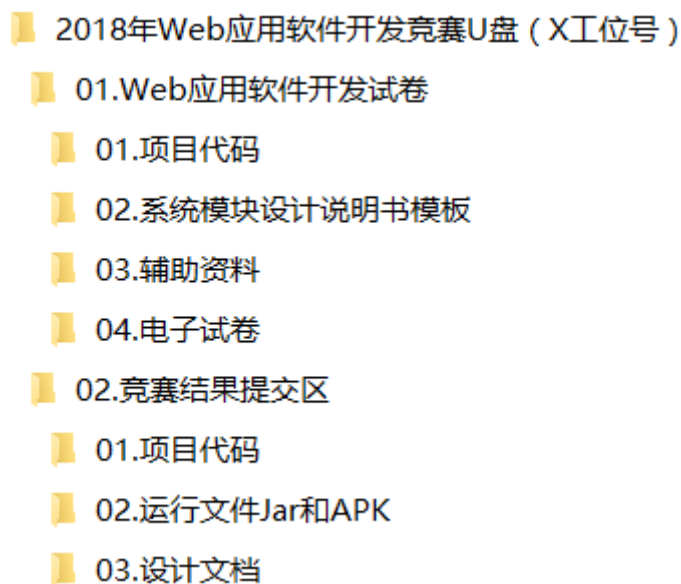 2018年Web应用软件开发竞赛U盘（X工位号）
01.Web应用软件开发试卷
01.项目代码
02.系统模块设计说明书模板
03.辅助资料
04.电子试卷
02.竞赛结果提交区
01.项目代码
02.运行文件Jar和APK
03.设计文档